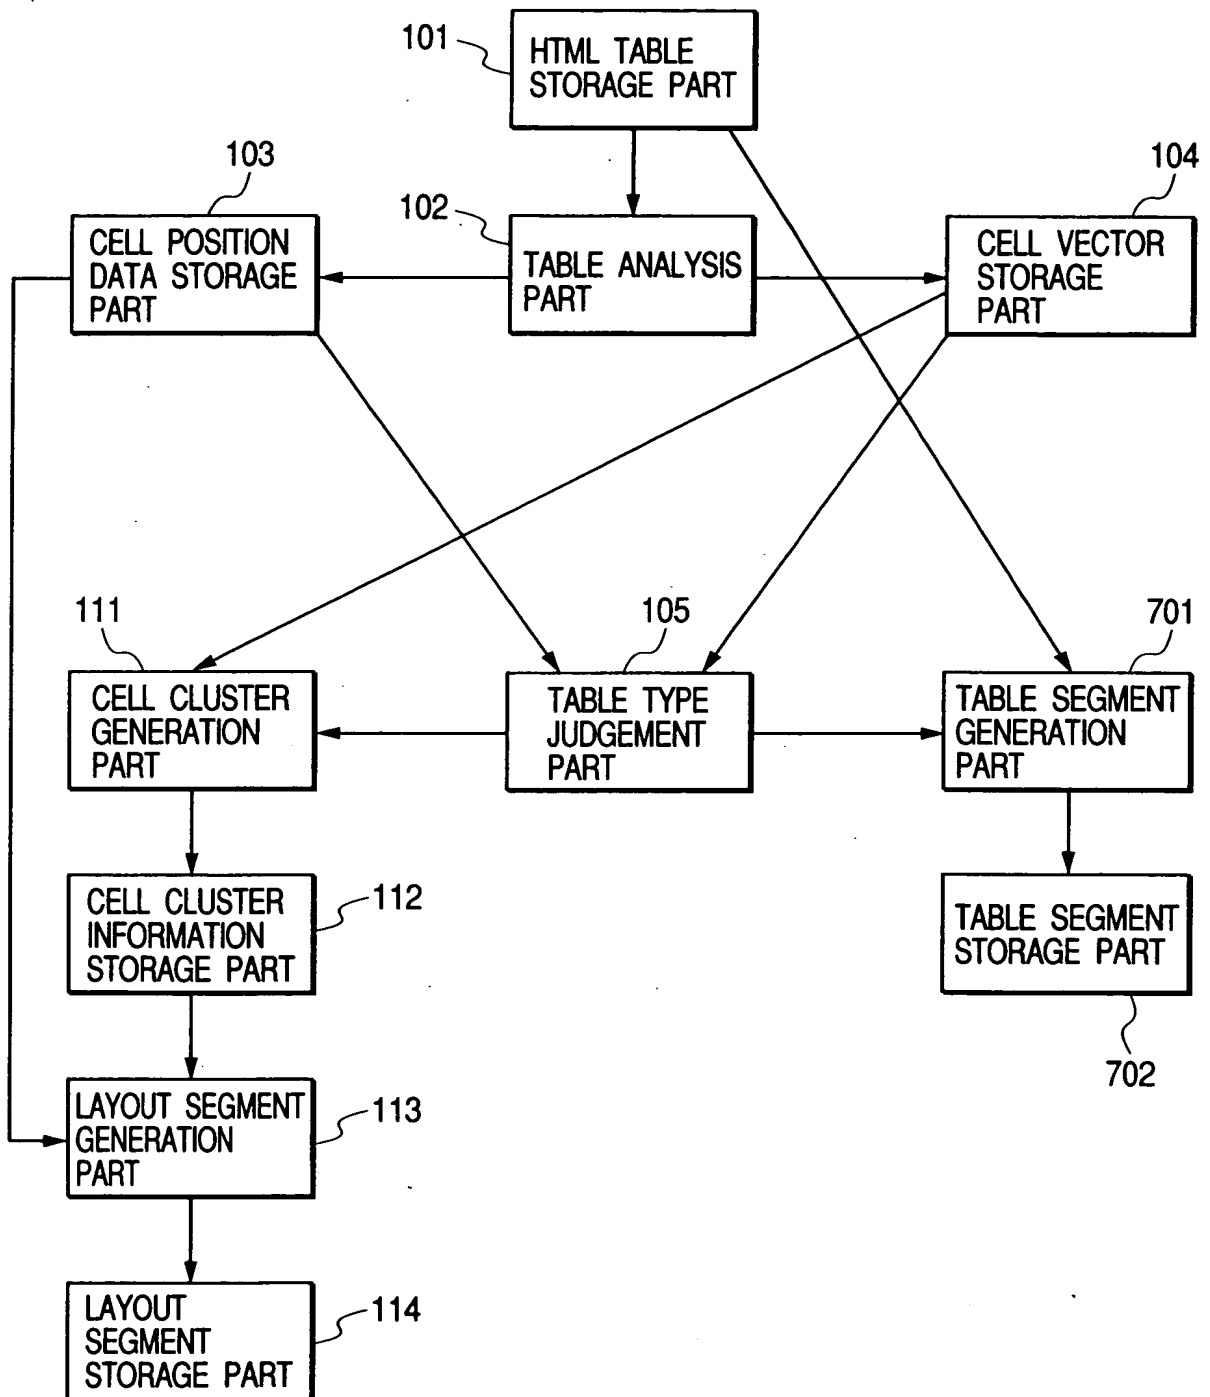 101
HTML TABLE
STORAGE PART
103
102
104
CELL POSITION
DATA STORAGE
PART
TABLE ANALYSIS
PART
CELL VECTOR
STORAGE
PART
111
105
701
CELL CLUSTER
GENERATION
PART
TABLE TYPE
JUDGEMENT
PART
TABLE SEGMENT
GENERATION
PART
CELL CLUSTER
INFORMATION
STORAGE PART
112
TABLE SEGMENT
STORAGE PART
702
LAYOUT SEGMENT
GENERATION
PART
113
LAYOUT
SEGMENT
STORAGE PART
114